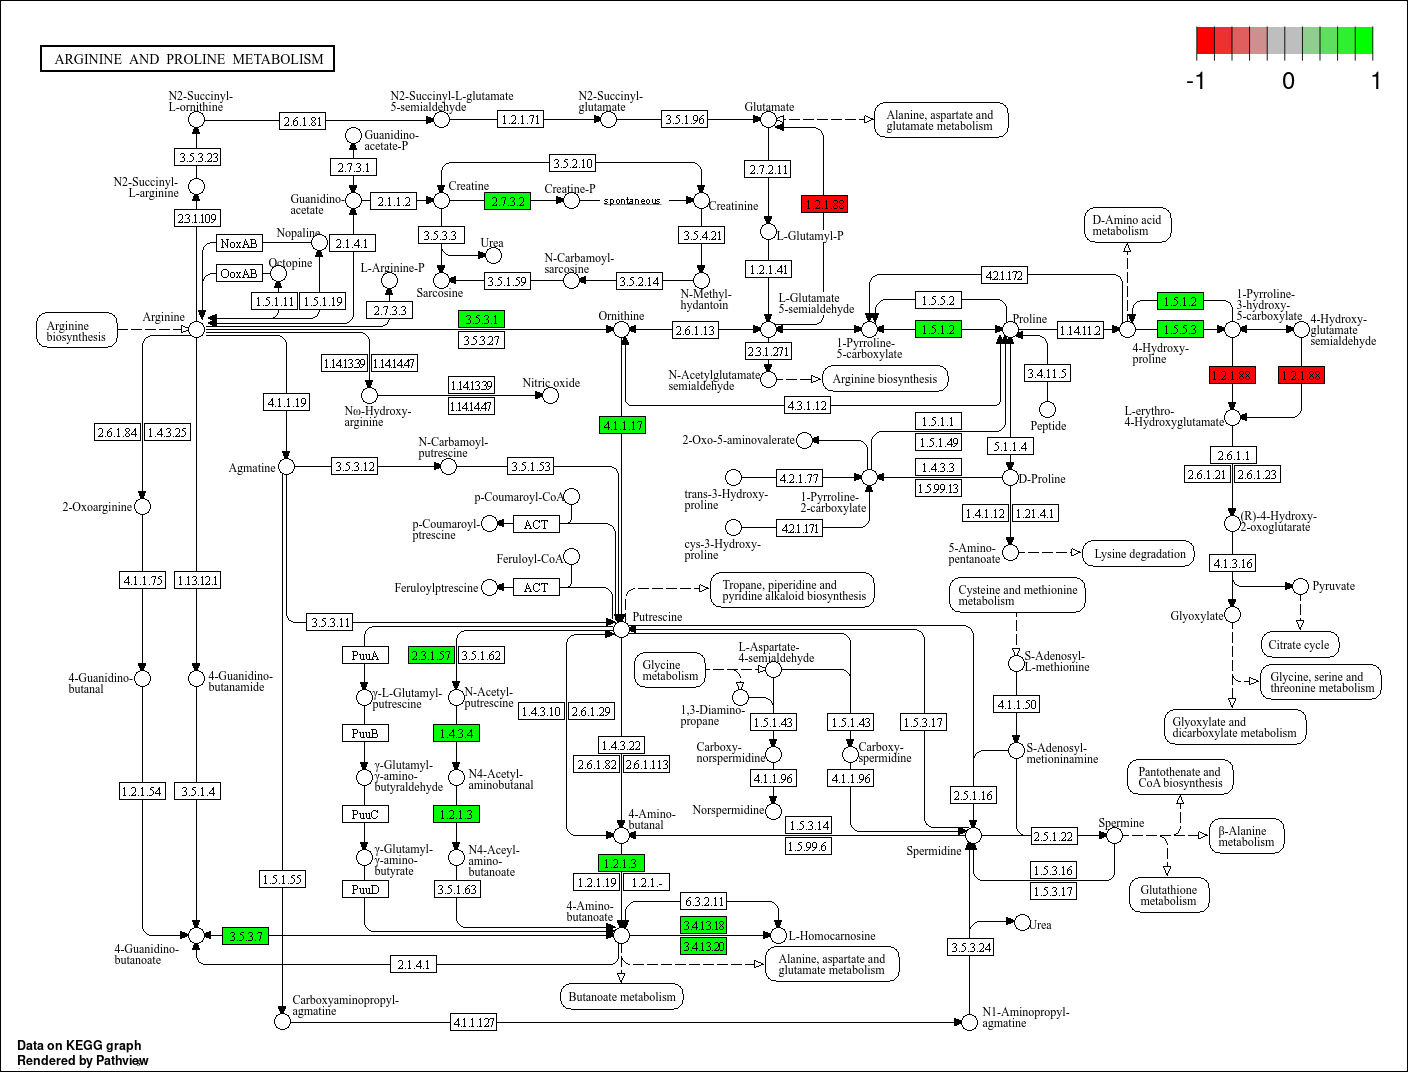 ARGININE AND PROLINE METABOLISM
-1
0
1
N2-Succinyl-
L-ornithine
2.6.1.81
N2-Succinyl-L-glutamate
5-semialdehyde
1.2.1.71
N2-Succinyl-
glutamate
3.5.1.96
Glutamate
Alanine, aspartate and
glutamate metabolism
Guanidino-
acetate-P
3.5.3.23
2.7.3.1
3.5.2.10
2.7.2.11
N2-Succinyl-
L-arginine
Guanidino-
acetate
2.1.1.2
Creatine
2.7.3.2
Creatine-P
spontaneous
Creatinine
1.2.1.88
2.3.1.109
NoxAB
Nopaline
2.1.4.1
3.5.3.3
Urea
3.5.4.21
L-Glutamyl-P
D-Amino acid
metabolism
OoxAB
Octopine
L-Arginine-P
Sarcosine
3.5.1.59
N-Carbamoyl-
sarcosine
3.5.2.14
N-Methyl-
hydantoin
1.2.1.41
4.2.1.172
1.5.1.11
1.5.1.19
2.7.3.3
L-Glutamate
5-semialdehyde
1.5.5.2
1.5.1.2
1-Pyrroline-
3-hydroxy-
5-carboxylate
Arginine
biosynthesis
Arginine
3.5.3.1
3.5.3.27
Ornithine
2.6.1.13
1.5.1.2
Proline
1.14.11.2
1.5.5.3
4-Hydroxy-
glutamate
semialdehyde
1-Pyrroline-
5-carboxylate
4-Hydroxy-
proline
2.3.1.271
1.14.13.39
1.14.14.47
1.14.13.39
1.14.14.47
Nitric oxide
N-Acetylglutamate
semialdehyde
Arginine biosynthesis
3.4.11.5
1.2.1.88
1.2.1.88
Nω-Hydroxy-
arginine
4.1.1.19
4.3.1.12
Peptide
L-erythro-
4-Hydroxyglutamate
2.6.1.84
1.4.3.25
4.1.1.17
1.5.1.1
1.5.1.49
2-Oxo-5-aminovalerate
5.1.1.4
2.6.1.1
2.6.1.21
2.6.1.23
Agmatine
3.5.3.12
N-Carbamoyl-
putrescine
3.5.1.53
1.4.3.3
1.5.99.13
D-Proline
4.2.1.77
trans-3-Hydroxy-
proline
1-Pyrroline-
2-carboxylate
2-Oxoarginine
p-Coumaroyl-CoA
p-Coumaroyl-
ptrescine
ACT
1.4.1.12
1.21.4.1
(R)-4-Hydroxy-
2-oxoglutarate
4.2.1.171
cys-3-Hydroxy-
proline
5-Amino-
pentanoate
Lysine degradation
Feruloyl-CoA
Feruloylptrescine
ACT
4.1.3.16
4.1.1.75
1.13.12.1
Tropane, piperidine and
pyridine alkaloid biosynthesis
Cysteine and methionine
metabolism
Pyruvate
Glyoxylate
3.5.3.11
Putrescine
Citrate cycle
PuuA
2.3.1.57
3.5.1.62
Glycine
metabolism
L-Aspartate-
4-semialdehyde
S-Adenosyl-
L-methionine
4-Guanidino-
butanal
4-Guanidino-
butanamide
Glycine, serine and
threonine metabolism
γ-L-Glutamyl-
putrescine
N-Acetyl-
putrescine
1.4.3.10
2.6.1.29
1,3-Diamino-
propane
1.5.1.43
1.5.1.43
1.5.3.17
4.1.1.50
Glyoxylate and
dicarboxylate metabolism
PuuB
1.4.3.4
1.4.3.22
2.6.1.82
2.6.1.113
Carboxy-
norspermidine
Carboxy-
spermidine
S-Adenosyl-
metioninamine
γ-Glutamyl-
γ-amino-
butyraldehyde
N4-Acetyl-
aminobutanal
4.1.1.96
4.1.1.96
Pantothenate and
CoA biosynthesis
1.2.1.54
3.5.1.4
2.5.1.16
PuuC
1.2.1.3
4-Amino-
butanal
Norspermidine
1.5.3.14
1.5.99.6
Spermidine
2.5.1.22
Spermine
β-Alanine
metabolism
γ-Glutamyl-
γ-amino-
butyrate
N4-Aceyl-
amino-
butanoate
1.2.1.3
1.2.1.19
1.2.1.-
1.5.3.16
1.5.3.17
Glutathione
metabolism
1.5.1.55
PuuD
3.5.1.63
4-Amino-
butanoate
6.3.2.11
3.4.13.18
3.4.13.20
L-Homocarnosine
Urea
3.5.3.24
4-Guanidino-
butanoate
3.5.3.7
2.1.4.1
Alanine, aspartate and
glutamate metabolism
Butanoate metabolism
Carboxyaminopropyl-
agmatine
4.1.1.127
N1-Aminopropyl-
agmatine
Data on KEGG graph
Rendered by Pathview